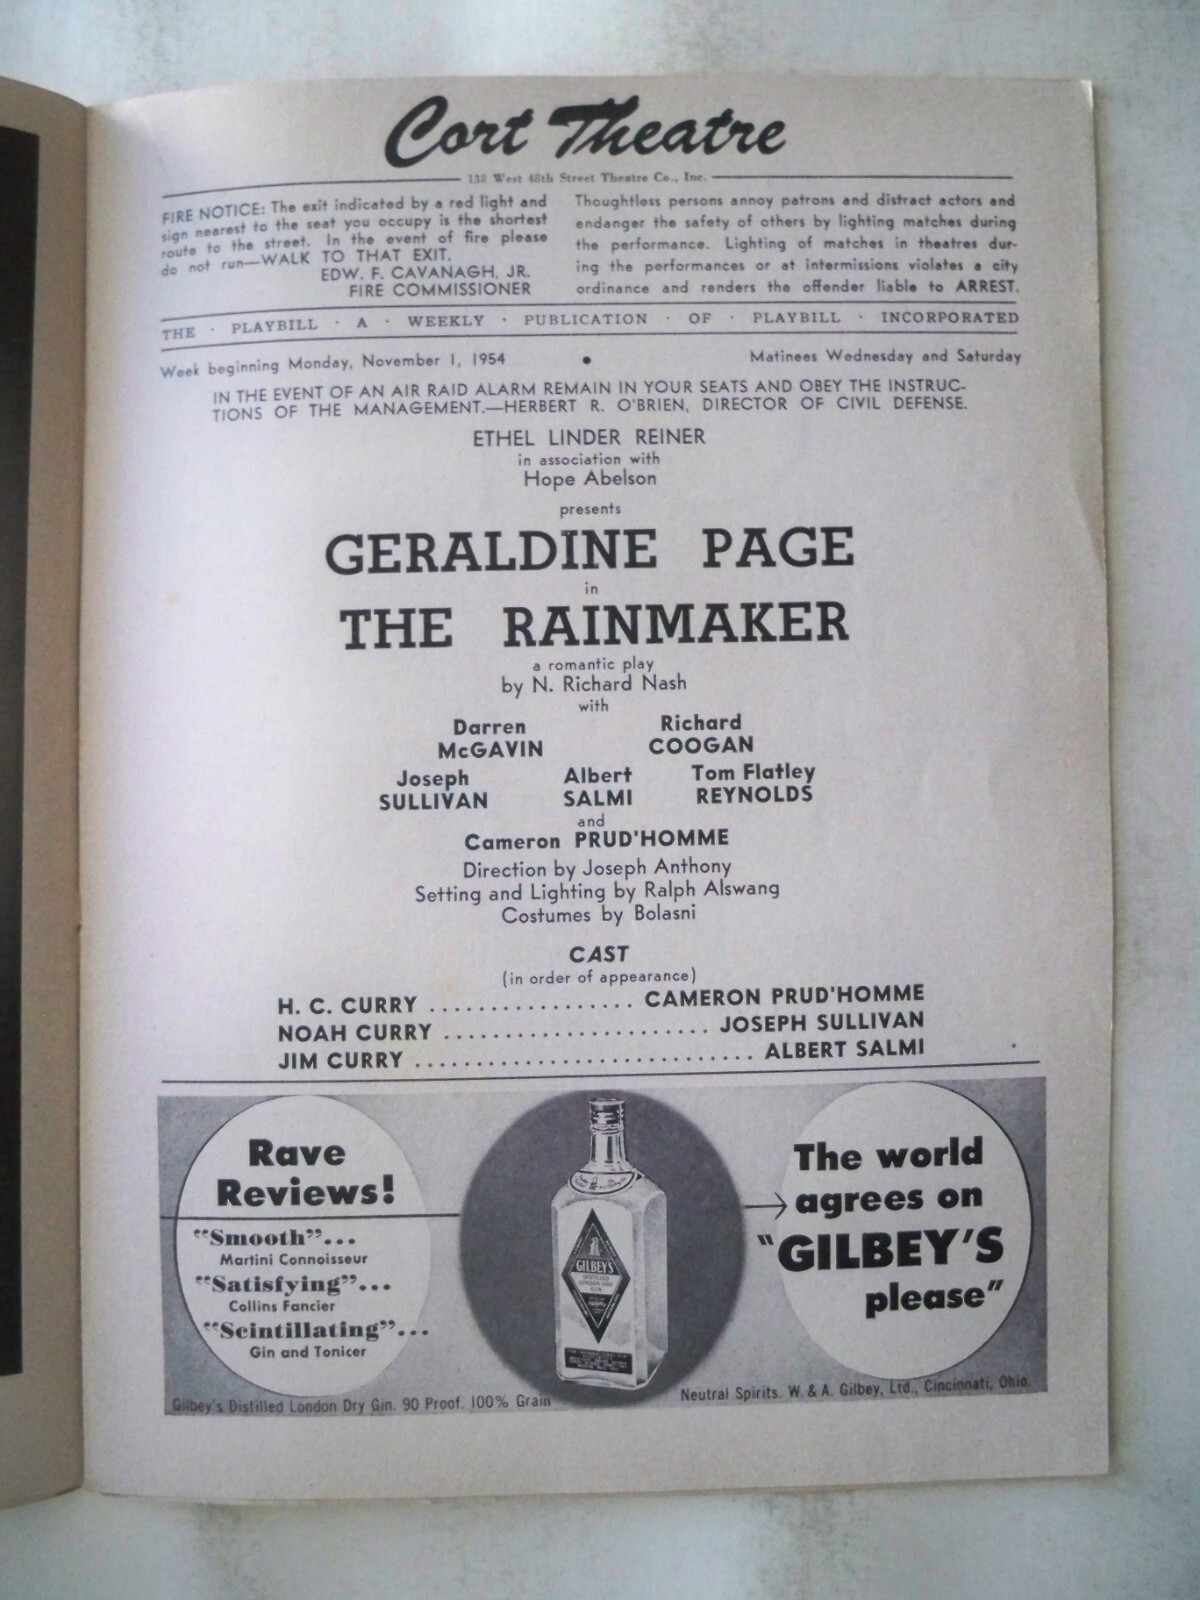 Cort Theatre
138 West 48th Street Theatre Co., Inc.
FIRE NOTICE: The exit indicated by a red light and
sign nearest to the seat you occupy is the shortest
route to the street. In the event of fire please
do not run—WALK TO THAT EXIT.
EDW. F. CAVANAGH, JR.
FIRE COMMISSIONER
Thoughtless persons annoy patrons and distract actors and
endanger the safety of others by lighting matches during
the performance. Lighting of matches in theatres dur-
ing the performances or at intermissions violates a city
ordinance and renders the offender liable to ARREST.
THE · PLAYBILL · A · WEEKLY · PUBLICATION · OF · PLAYBILL · INCORPORATED
Week beginning Monday, November 1, 1954 • Matinees Wednesday and Saturday
IN THE EVENT OF AN AIR RAID ALARM REMAIN IN YOUR SEATS AND OBEY THE INSTRUC-
TIONS OF THE MANAGEMENT.—HERBERT R. O'BRIEN, DIRECTOR OF CIVIL DEFENSE.
ETHEL LINDER REINER
in association with
Hope Abelson
presents
GERALDINE PAGE
in
THE RAINMAKER
a romantic play
by N. Richard Nash
with
Darren Richard
McGAVIN COOGAN
Joseph Albert Tom Flatley
SULLIVAN SALMI REYNOLDS
and
Cameron PRUD'HOMME
Direction by Joseph Anthony
Setting and Lighting by Ralph Alswang
Costumes by Bolasni
CAST
(in order of appearance)
H. C. CURRY ................ CAMERON PRUD'HOMME
NOAH CURRY ...................... JOSEPH SULLIVAN
JIM CURRY ............................ ALBERT SALMI
Rave
Reviews!
"Smooth"...
Martini Connoisseur
"Satisfying"...
Collins Fancier
"Scintillating"...
Gin and Tonicer
GILBEY'S
DISTILLED
LONDON DRY
GIN
The world
agrees on
"GILBEY'S
please"
Gilbey's Distilled London Dry Gin. 90 Proof. 100% Grain
Neutral Spirits. W. & A. Gilbey, Ltd., Cincinnati, Ohio.